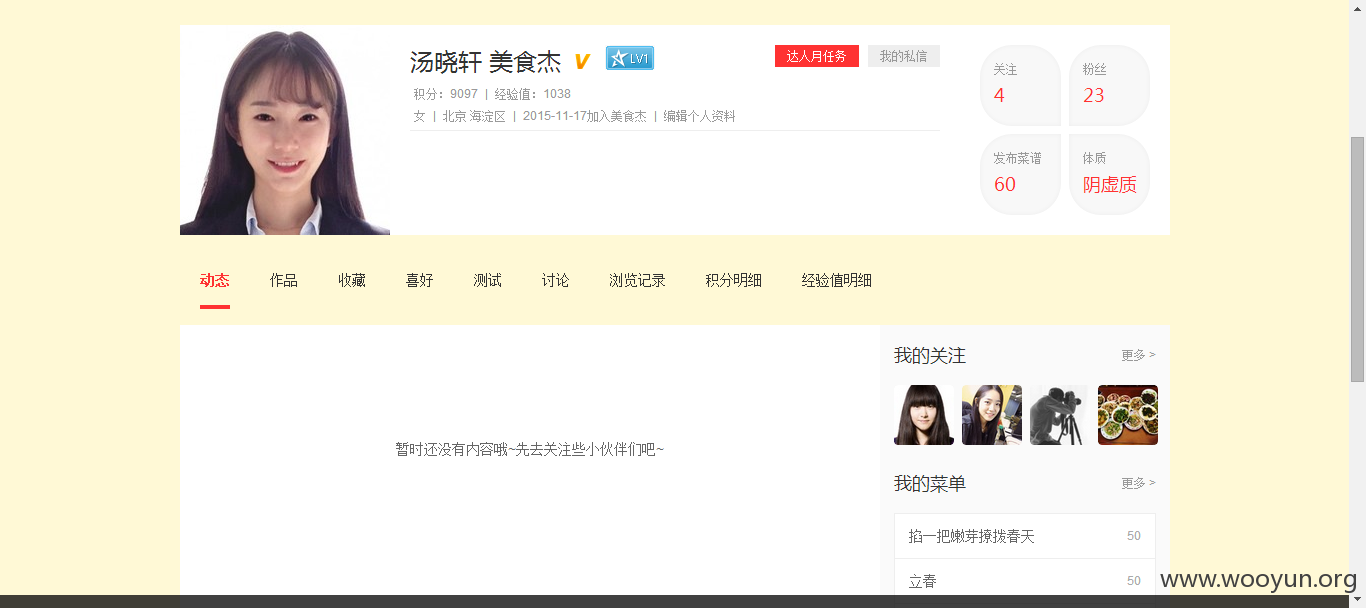 汤晓轩 美食杰 V LV1
达人月任务 我的私信
积分：9097 | 经验值：1038
女 | 北京 海淀区 | 2015-11-17加入美食杰 | 编辑个人资料
关注
4
粉丝
23
发布菜谱
60
体质
阴虚质
动态 作品 收藏 喜好 测试 讨论 浏览记录 积分明细 经验值明细
暂时还没有内容哦~先去关注些小伙伴们吧~
我的关注 更多 >
我的菜单 更多 >
掐一把嫩芽撩拨春天 50
立春 50
www.wooyun.org